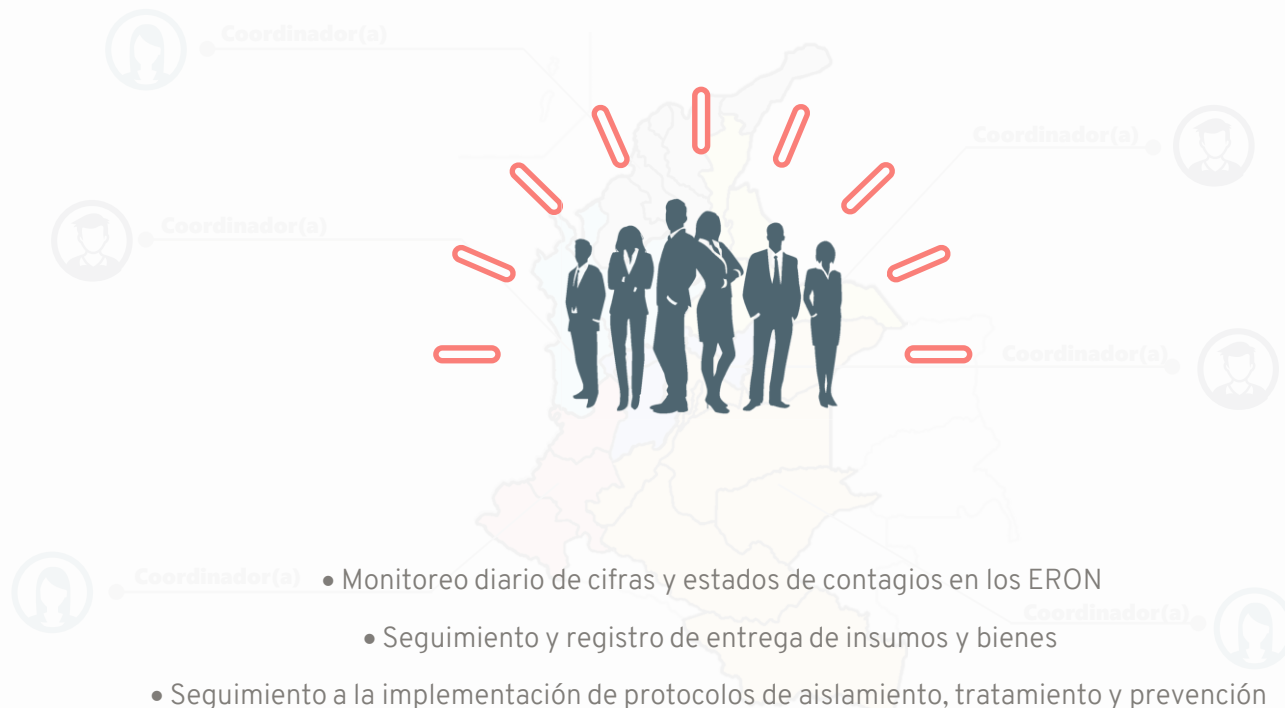 Coordinador(a)
Coordinador(a)
Coordinador(a)
Coordinador(a)
Coordinador(a)
• Monitoreo diario de cifras y estados de contagios en los ERON
Coordinador(a)
• Seguimiento y registro de entrega de insumos y bienes
• Seguimiento a la implementación de protocolos de aislamiento, tratamiento y prevención